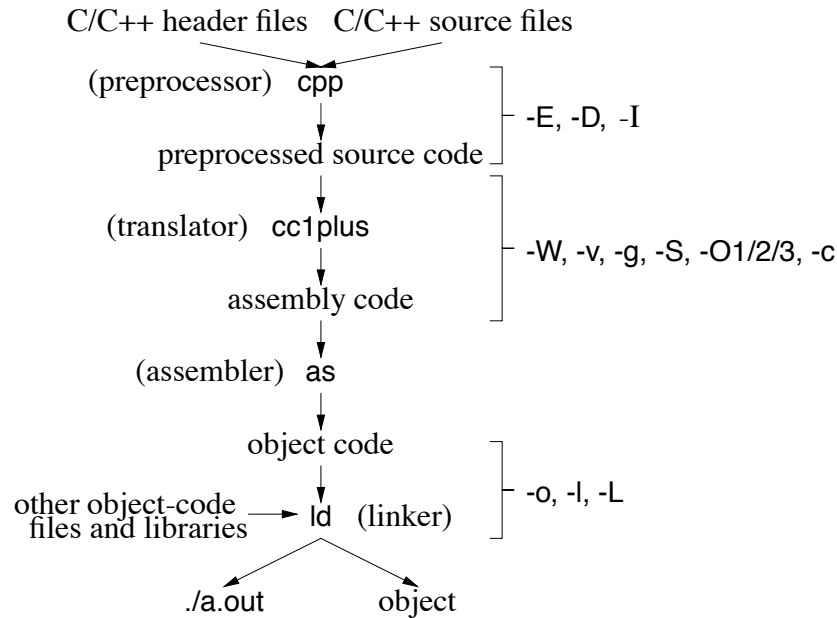 C/C++ header files C/C++ source files
(preprocessor) cpp
-E, -D, -I
preprocessed source code
(translator) cc1plus
-W, -v, -g, -S, -O1/2/3, -c
assembly code
(assembler) as
object code
-o, -l, -L
other object-code
files and libraries
ld (linker)
./a.out object